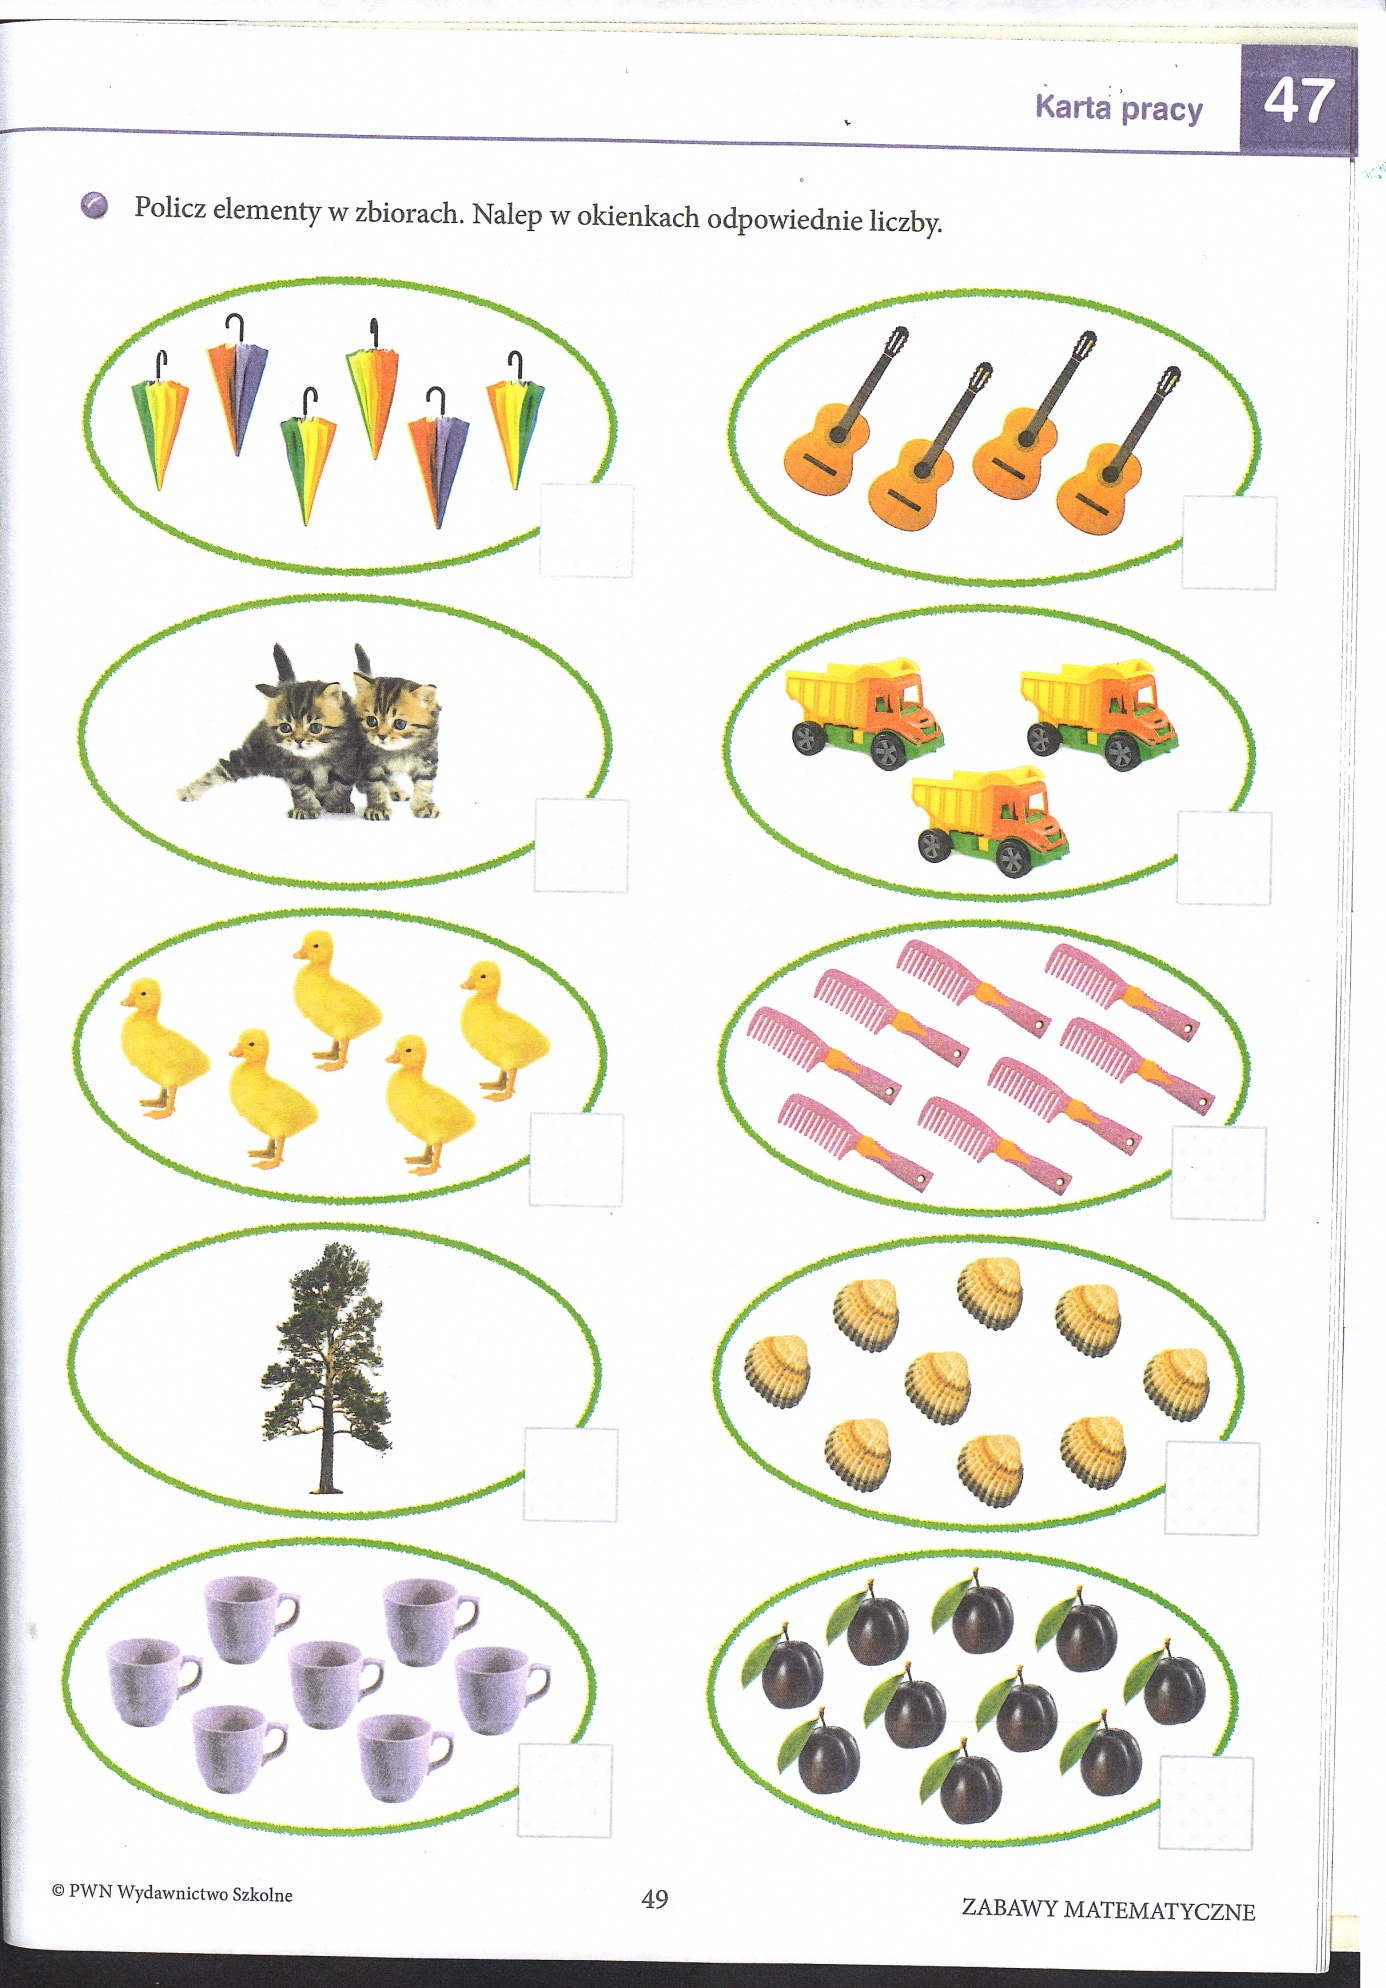 Karta pracy
47
Policz elementy w zbiorach. Nalep w okienkach odpowiednie liczby.
© PWN Wydawnictwo Szkolne
49
ZABAWY MATEMATYCZNE